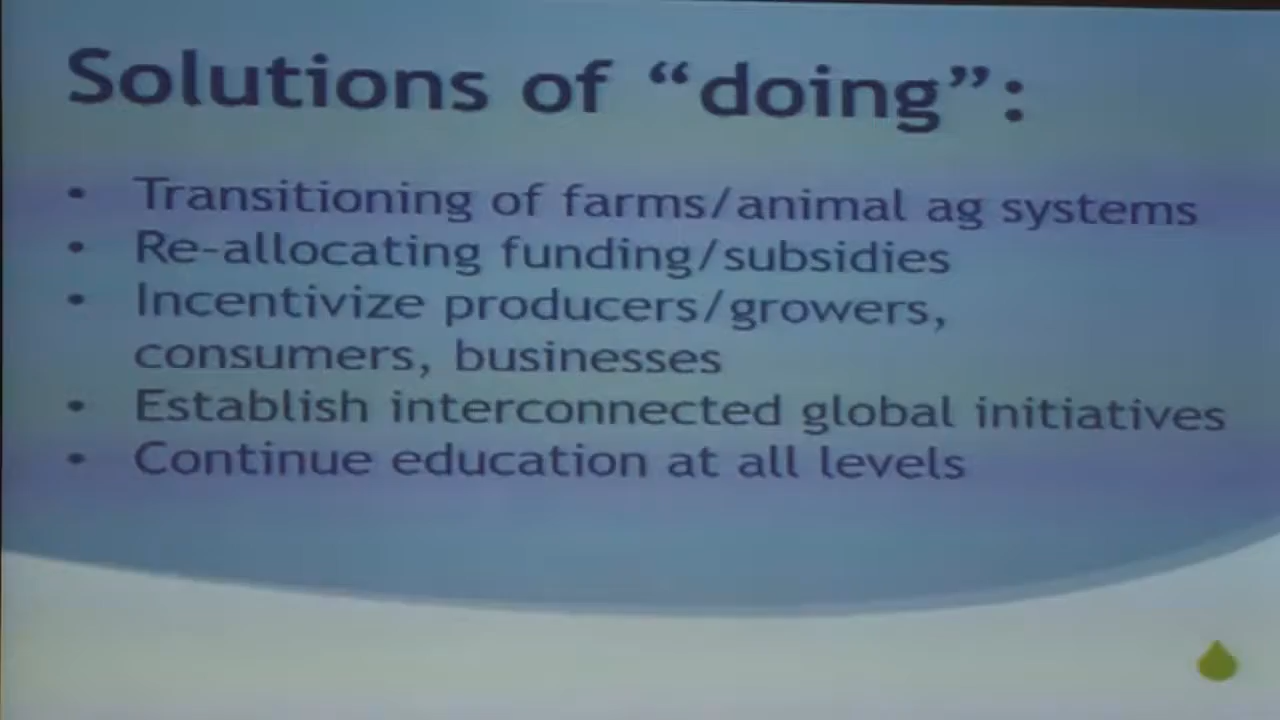 Solutions of “doing”:
• Transitioning of farms/animal ag systems
• Re-allocating funding/subsidies
• Incentivize producers/growers,
consumers, businesses
• Establish interconnected global initiatives
• Continue education at all levels